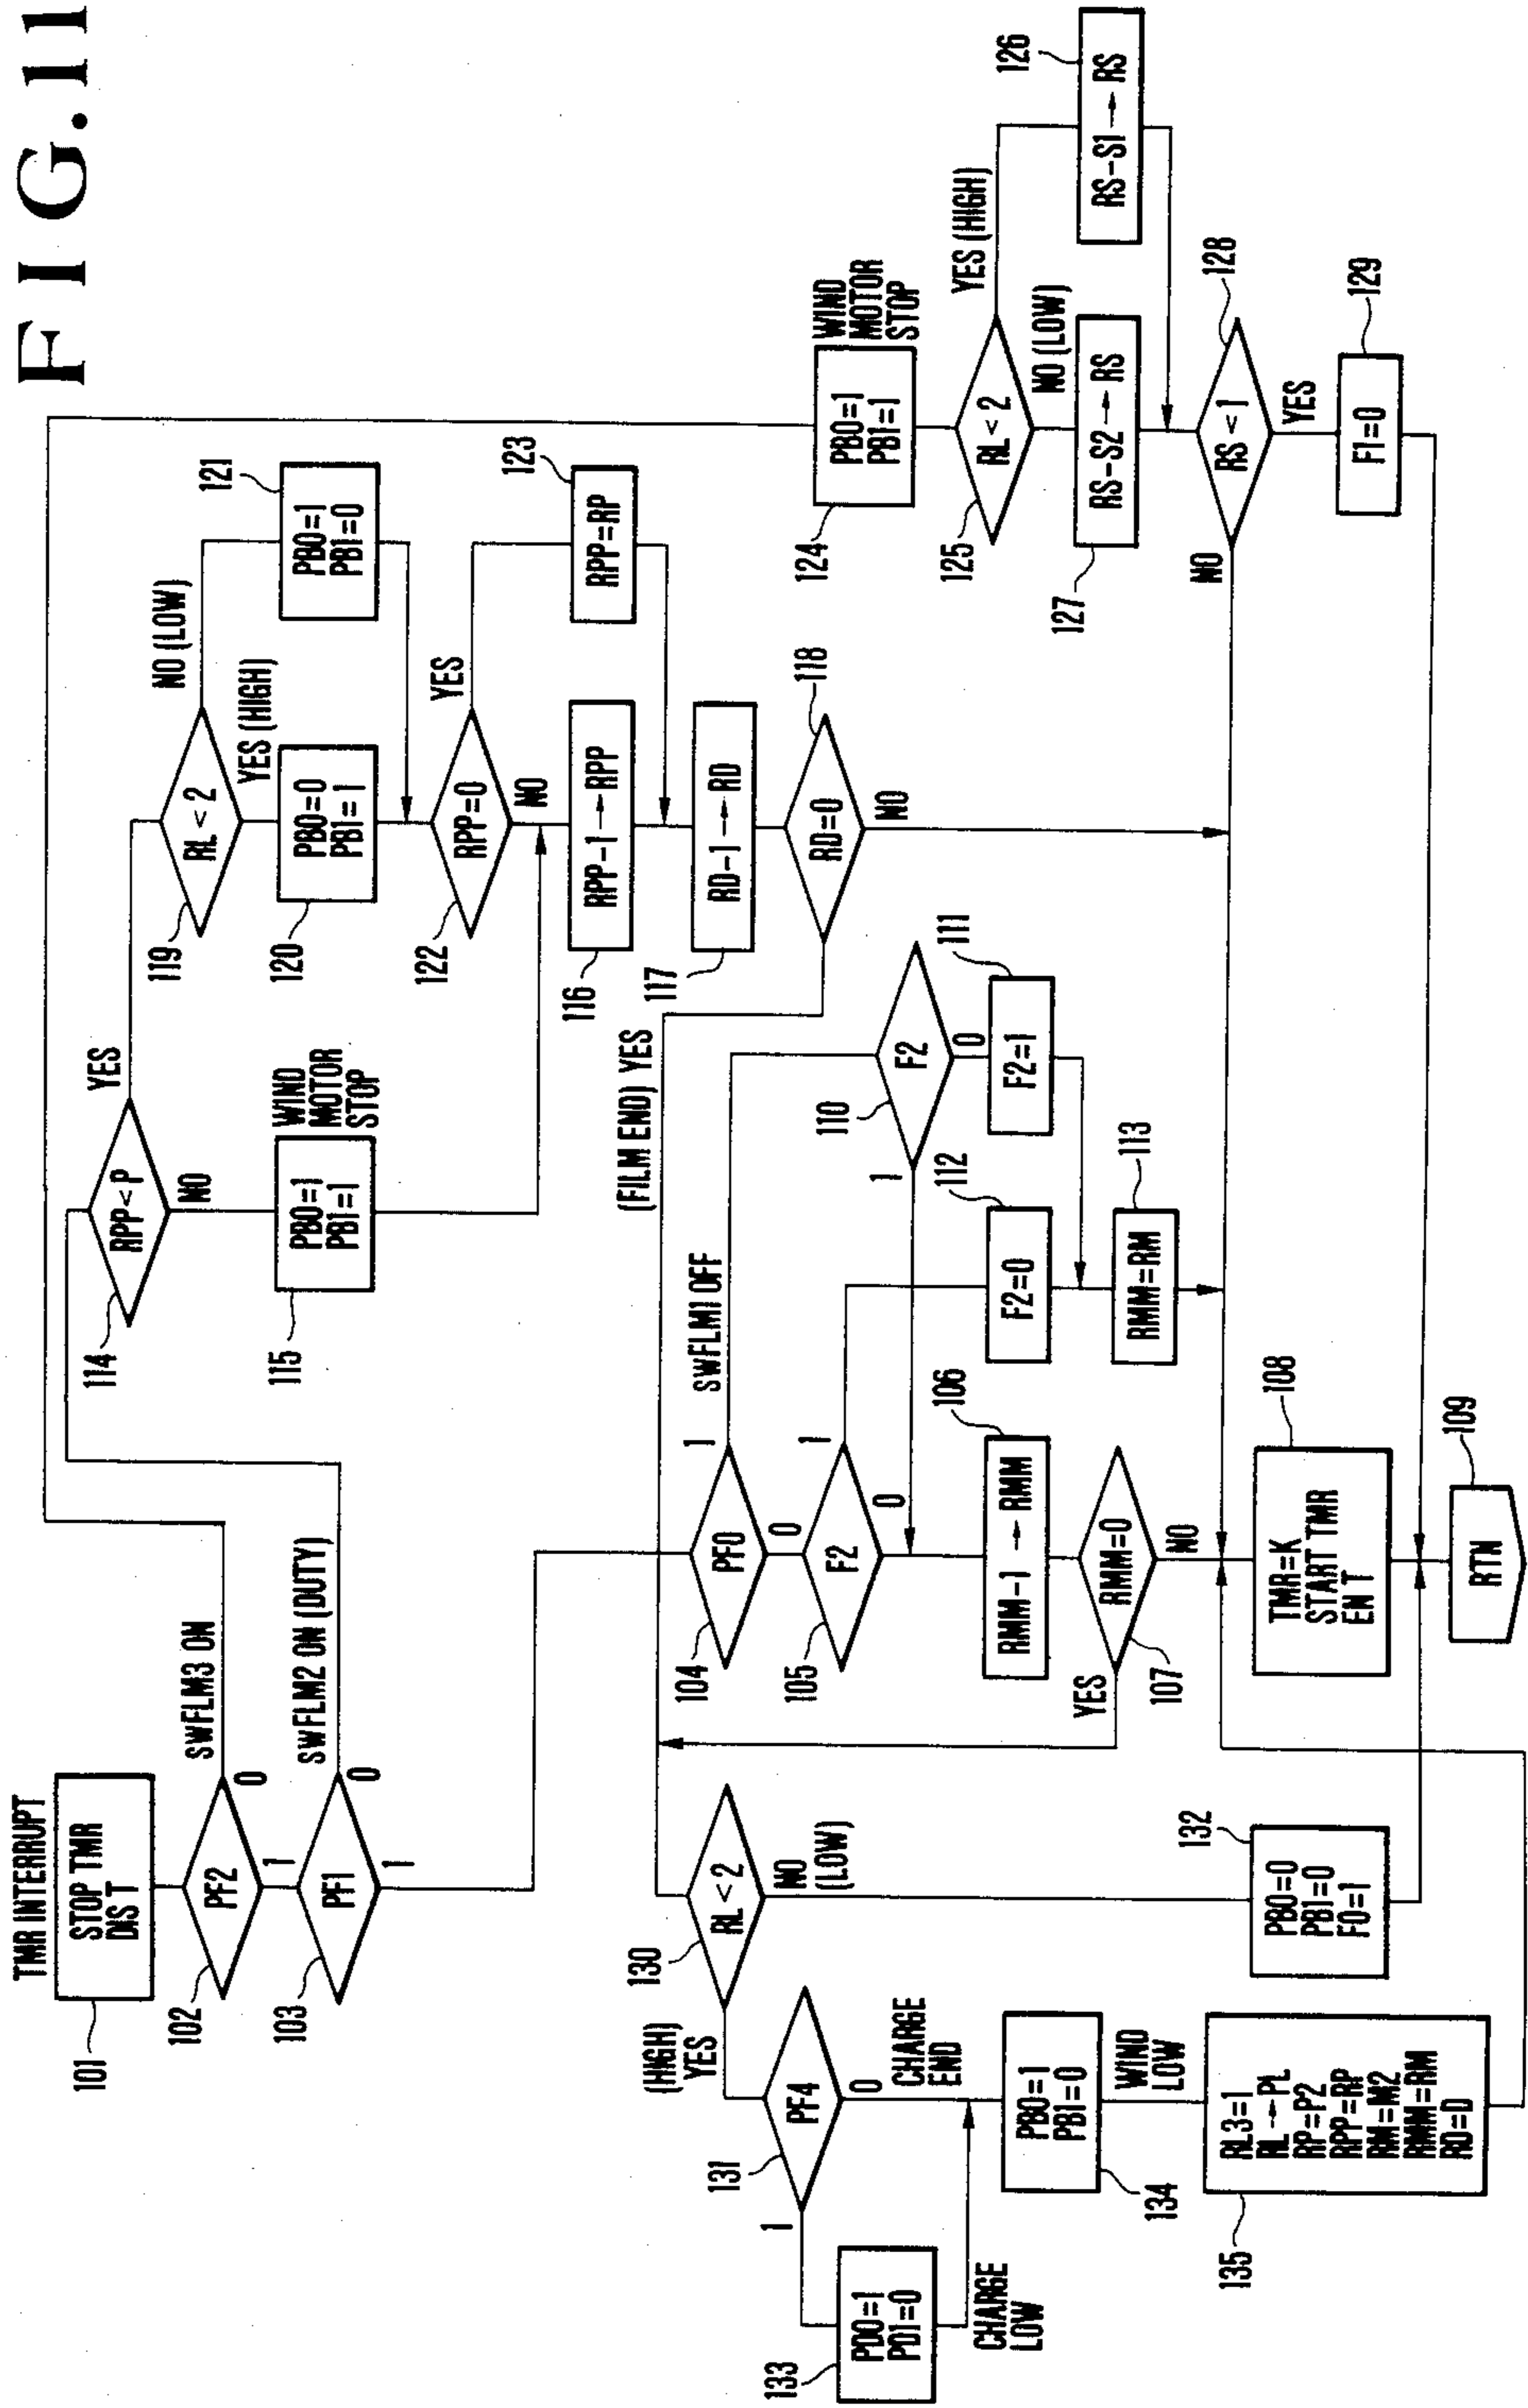 FIG.11
TMR INTERRUPT
101
STOP TMR
DIS T
102
PF2
0
SWFLM3 ON
1
103
PF1
0
SWFLM2 ON (DUTY)
1
114
RPP < P
YES
NO
115
PB0=1
PB1=1
WIND
MOTOR
STOP
119
RL < 2
NO (LOW)
YES (HIGH)
120
PB0=0
PB1=1
121
PB0=1
PB1=0
122
RPP=0
YES
NO
123
RPP=RP
116
RPP-1→RPP
117
RD-1→RD
118
RD=0
NO
(FILM END) YES
124
PB0=1
PB1=1
WIND
MOTOR
STOP
125
RL < 2
YES (HIGH)
NO (LOW)
126
RS-S1→RS
127
RS-S2→RS
128
RS < 1
NO
YES
129
F1=0
104
PF0
1
SWFLM1 OFF
0
105
F2
1
0
110
F2
1
0
111
F2=1
112
F2=0
113
RMM=RM
106
RMM-1→RMM
107
RMM=0
YES
NO
108
TMR=K
START TMR
EN T
109
RTN
130
RL < 2
(HIGH)
YES
NO
(LOW)
131
PF4
1
0
CHARGE
END
132
PB0=0
PB1=0
F0=1
133
PD0=1
PD1=0
CHARGE
LOW
134
PB0=1
PB1=0
WIND
LOW
135
RL3=1
RL→PL
RP=P2
RPP=RP
RM=M2
RMM=RM
RD=D